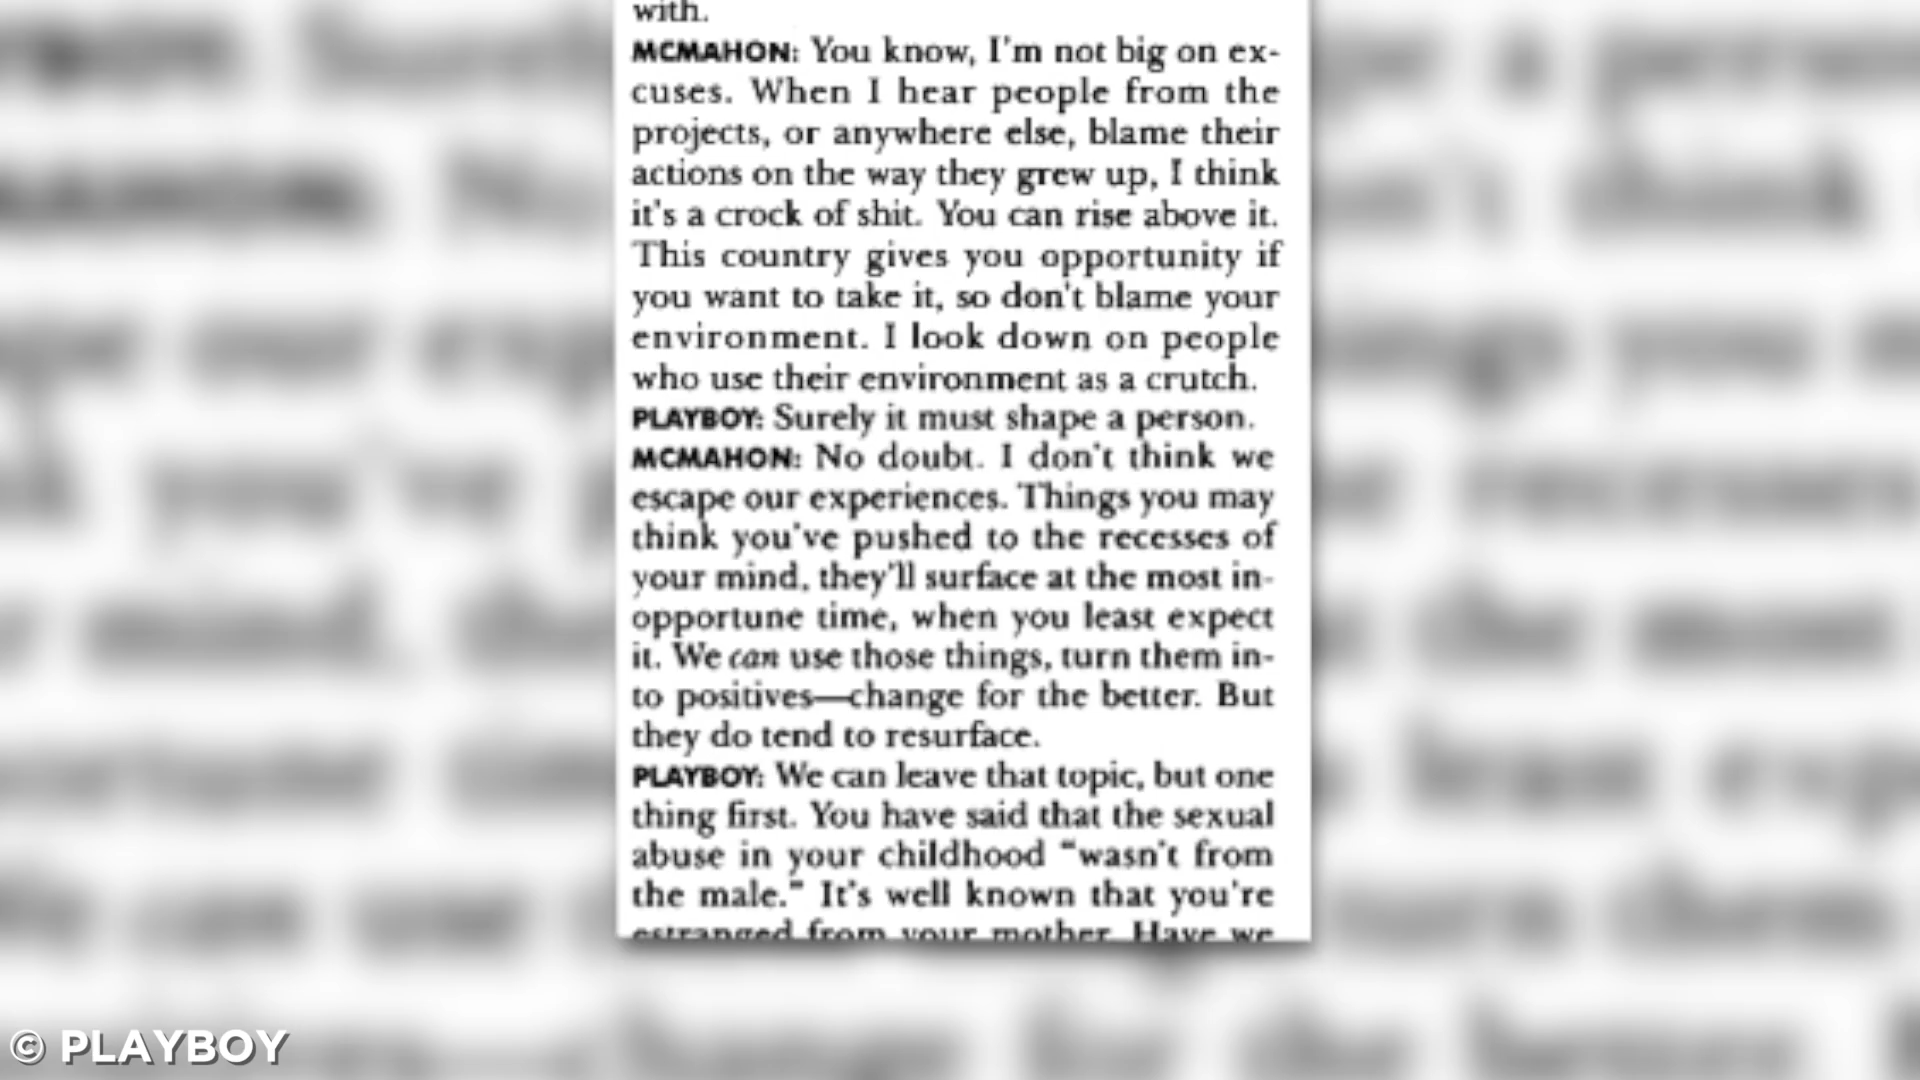 with.
MCMAHON: You know, I'm not big on ex-
cuses. When I hear people from the
projects, or anywhere else, blame their
actions on the way they grew up, I think
it's a crock of shit. You can rise above it.
This country gives you opportunity if
you want to take it, so don't blame your
environment. I look down on people
who use their environment as a crutch.
PLAYBOY: Surely it must shape a person.
MCMAHON: No doubt. I don't think we
escape our experiences. Things you may
think you've pushed to the recesses of
your mind, they'll surface at the most in-
opportune time, when you least expect
it. We can use those things, turn them in-
to positives—change for the better. But
they do tend to resurface.
PLAYBOY: We can leave that topic, but one
thing first. You have said that the sexual
abuse in your childhood "wasn't from
the male." It's well known that you're
estranged from your mother. Have we
© PLAYBOY